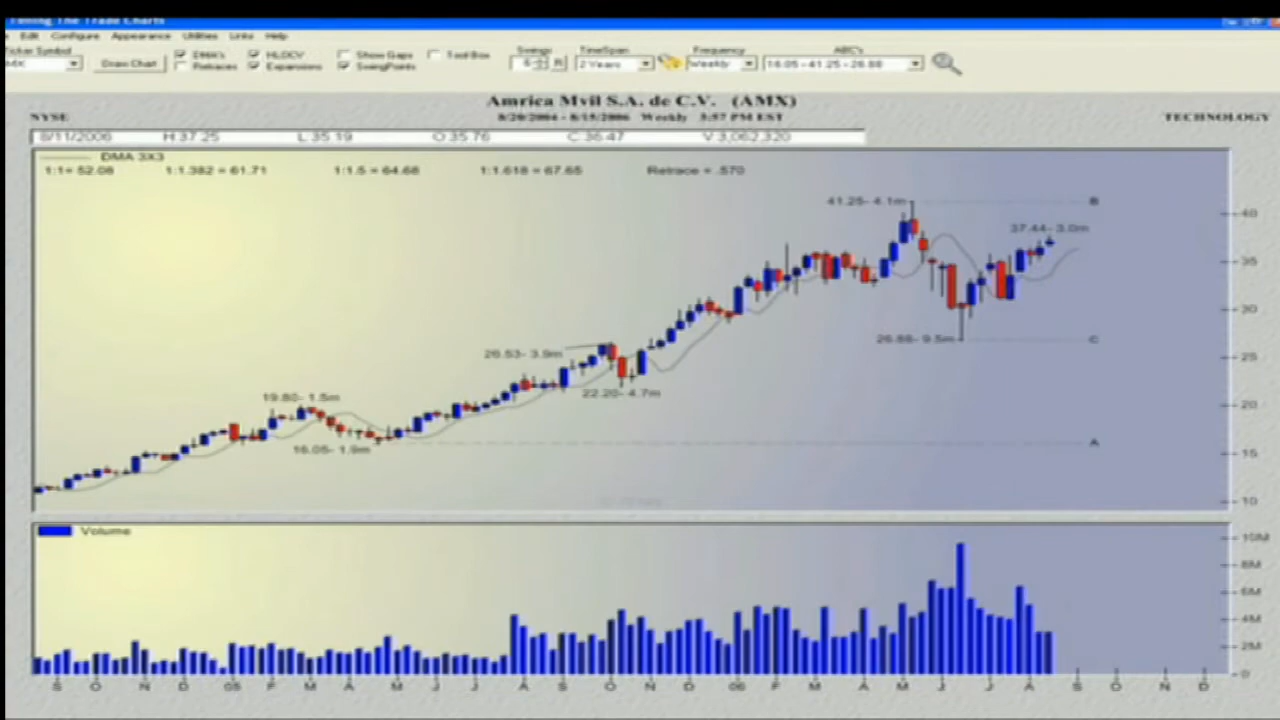 Timing The Trade Charts
Edit Configure Appearance Utilities Links Help
Ticker Symbol DMA's HLOCV Show Gaps Tool Box Swings TimeSpan Frequency ABC's
AMX Draw Chart Retraces Expansions SwingPoints 6 R 2 Years Weekly 16.05 - 41.25 - 26.88
Amrica Mvil S.A. de C.V. (AMX)
NYSE 8/20/2004 - 8/15/2006 Weekly 3:57 PM EST TECHNOLOGY
8/11/2006 H 37.25 L 35.19 O 35.76 C 36.47 V 3,062,320
DMA 3X3
1:1= 52.08 1:1.382 = 61.71 1:1.5 = 64.68 1:1.618 = 67.65 Retrace = .570
41.25- 4.1m B
40
37.44- 3.0m
35
30
26.88- 9.5m C
26.53- 3.9m
25
22.20- 4.7m
19.80- 1.5m
20
16.05- 1.9m A
15
10
Volume
10M
8M
6M
4M
2M
0
S O N D 05 F M A M J J A S O N D 06 F M A M J J A S O N D